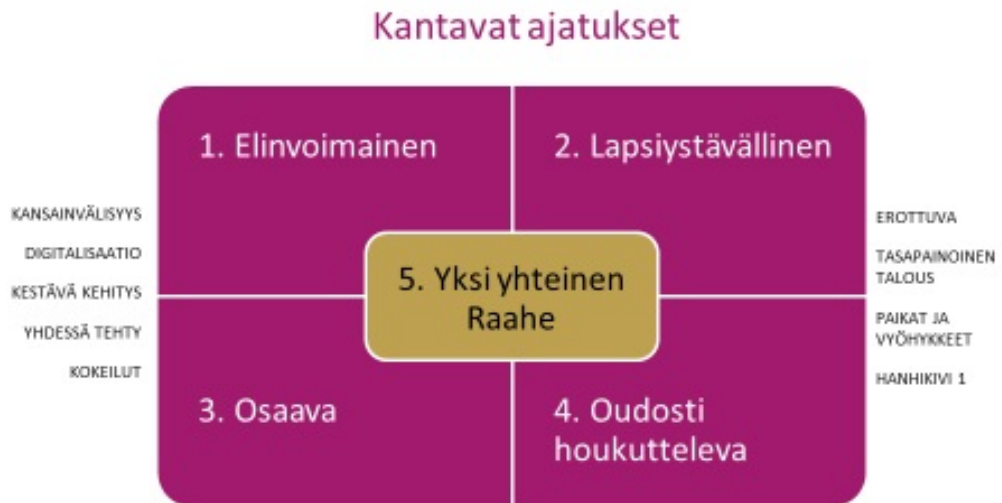 Kantavat ajatukset
1. Elinvoimainen
2. Lapsiystävällinen
KANSAINVÄLISYYS
DIGITALISAATIO
KESTÄVÄ KEHITYS
YHDESSÄ TEHTY
KOKEILUT
5. Yksi yhteinen
Raahe
EROTTUVA
TASAPAINOINEN
TALOUS
PAIKAT JA
VYÖHYKKEET
HANHIKIVI 1
3. Osaava
4. Oudosti
houkutteleva